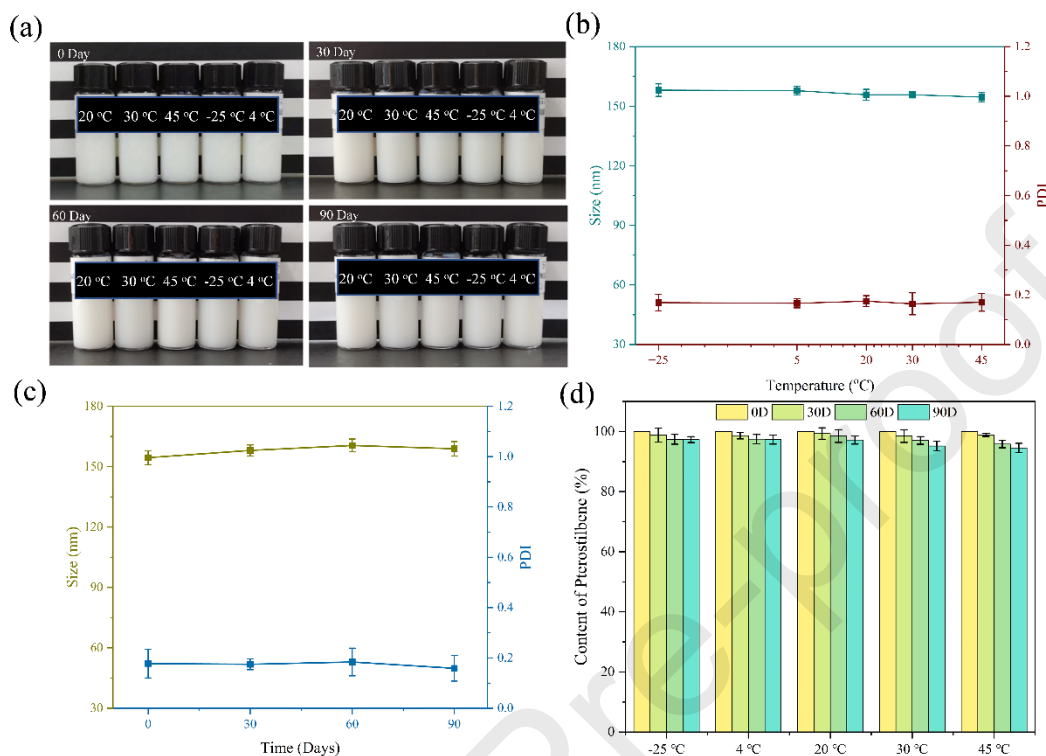 (a)
0 Day
20 °C 30 °C 45 °C -25 °C 4 °C
30 Day
20 °C 30 °C 45 °C -25 °C 4 °C
60 Day
20 °C 30 °C 45 °C -25 °C 4 °C
90 Day
20 °C 30 °C 45 °C -25 °C 4 °C
(b)
180
150
120
90
60
30
Size (nm)
1.2
1.0
0.8
0.6
0.4
0.2
0.0
PDI
−25 5 20 30 45
Temperature (°C)
(c)
180
150
120
90
60
30
Size (nm)
1.2
1.0
0.8
0.6
0.4
0.2
0.0
PDI
0 30 60 90
Time (Days)
(d)
0D 30D 60D 90D
100
80
60
40
20
0
Content of Pterostilbene (%)
-25 °C 4 °C 20 °C 30 °C 45 °C
Pre-proof